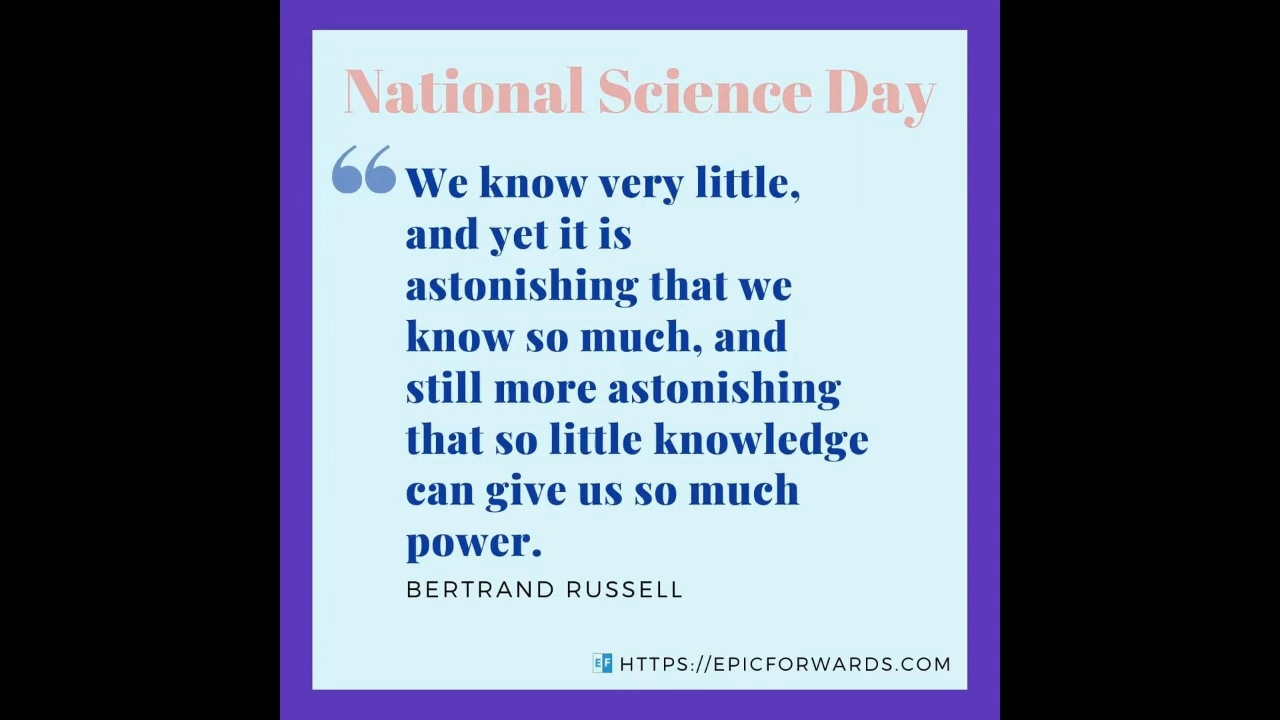 National Science Day
“ We know very little,
and yet it is
astonishing that we
know so much, and
still more astonishing
that so little knowledge
can give us so much
power.
BERTRAND RUSSELL
EF HTTPS://EPICFORWARDS.COM